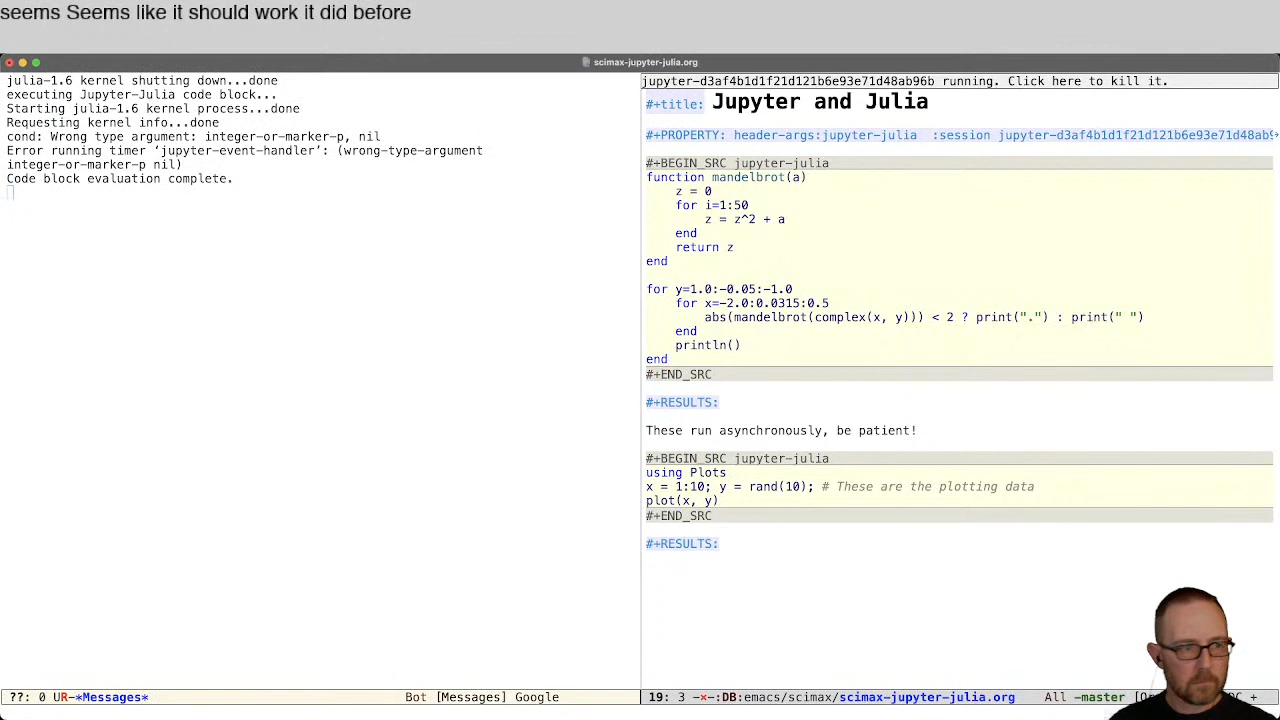 seems Seems like it should work it did before
scimax-jupyter-julia.org
julia-1.6 kernel shutting down...done
executing Jupyter-Julia code block...
Starting julia-1.6 kernel process...done
Requesting kernel info...done
cond: Wrong type argument: integer-or-marker-p, nil
Error running timer ‘jupyter-event-handler’: (wrong-type-argument
integer-or-marker-p nil)
Code block evaluation complete.
??: 0 UR-*Messages* Bot [Messages] Google
jupyter-d3af4b1d1f21d121b6e93e71d48ab96b running. Click here to kill it.
#+title: Jupyter and Julia
#+PROPERTY: header-args:jupyter-julia :session jupyter-d3af4b1d1f21d121b6e93e71d48ab9
#+BEGIN_SRC jupyter-julia
function mandelbrot(a)
z = 0
for i=1:50
z = z^2 + a
end
return z
end
for y=1.0:-0.05:-1.0
for x=-2.0:0.0315:0.5
abs(mandelbrot(complex(x, y))) < 2 ? print(".") : print(" ")
end
println()
end
#+END_SRC
#+RESULTS:
These run asynchronously, be patient!
#+BEGIN_SRC jupyter-julia
using Plots
x = 1:10; y = rand(10); # These are the plotting data
plot(x, y)
#+END_SRC
#+RESULTS:
19: 3 -×-:DB:emacs/scimax/scimax-jupyter-julia.org All -master